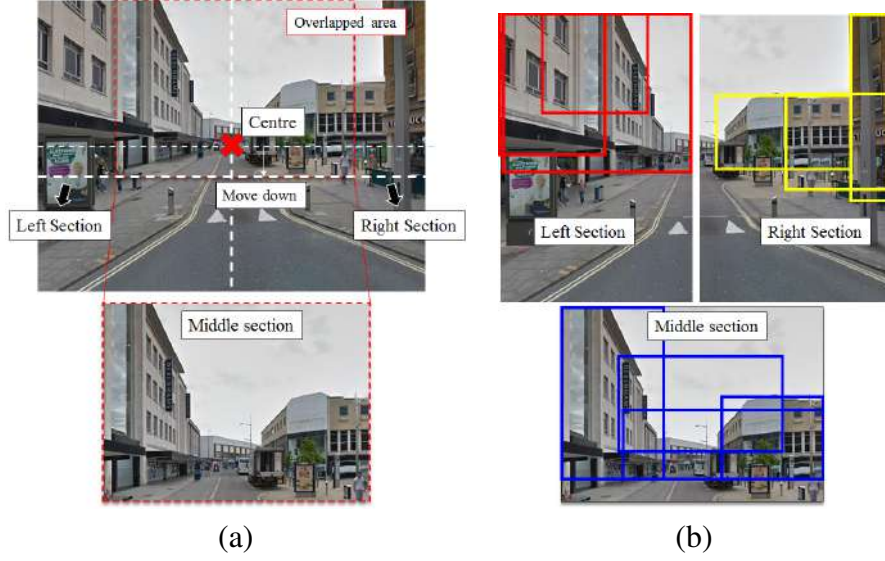 Overlapped area
Centre
Move down
Left Section
Right Section
Middle section
(a)
Left Section
Right Section
Middle section
(b)